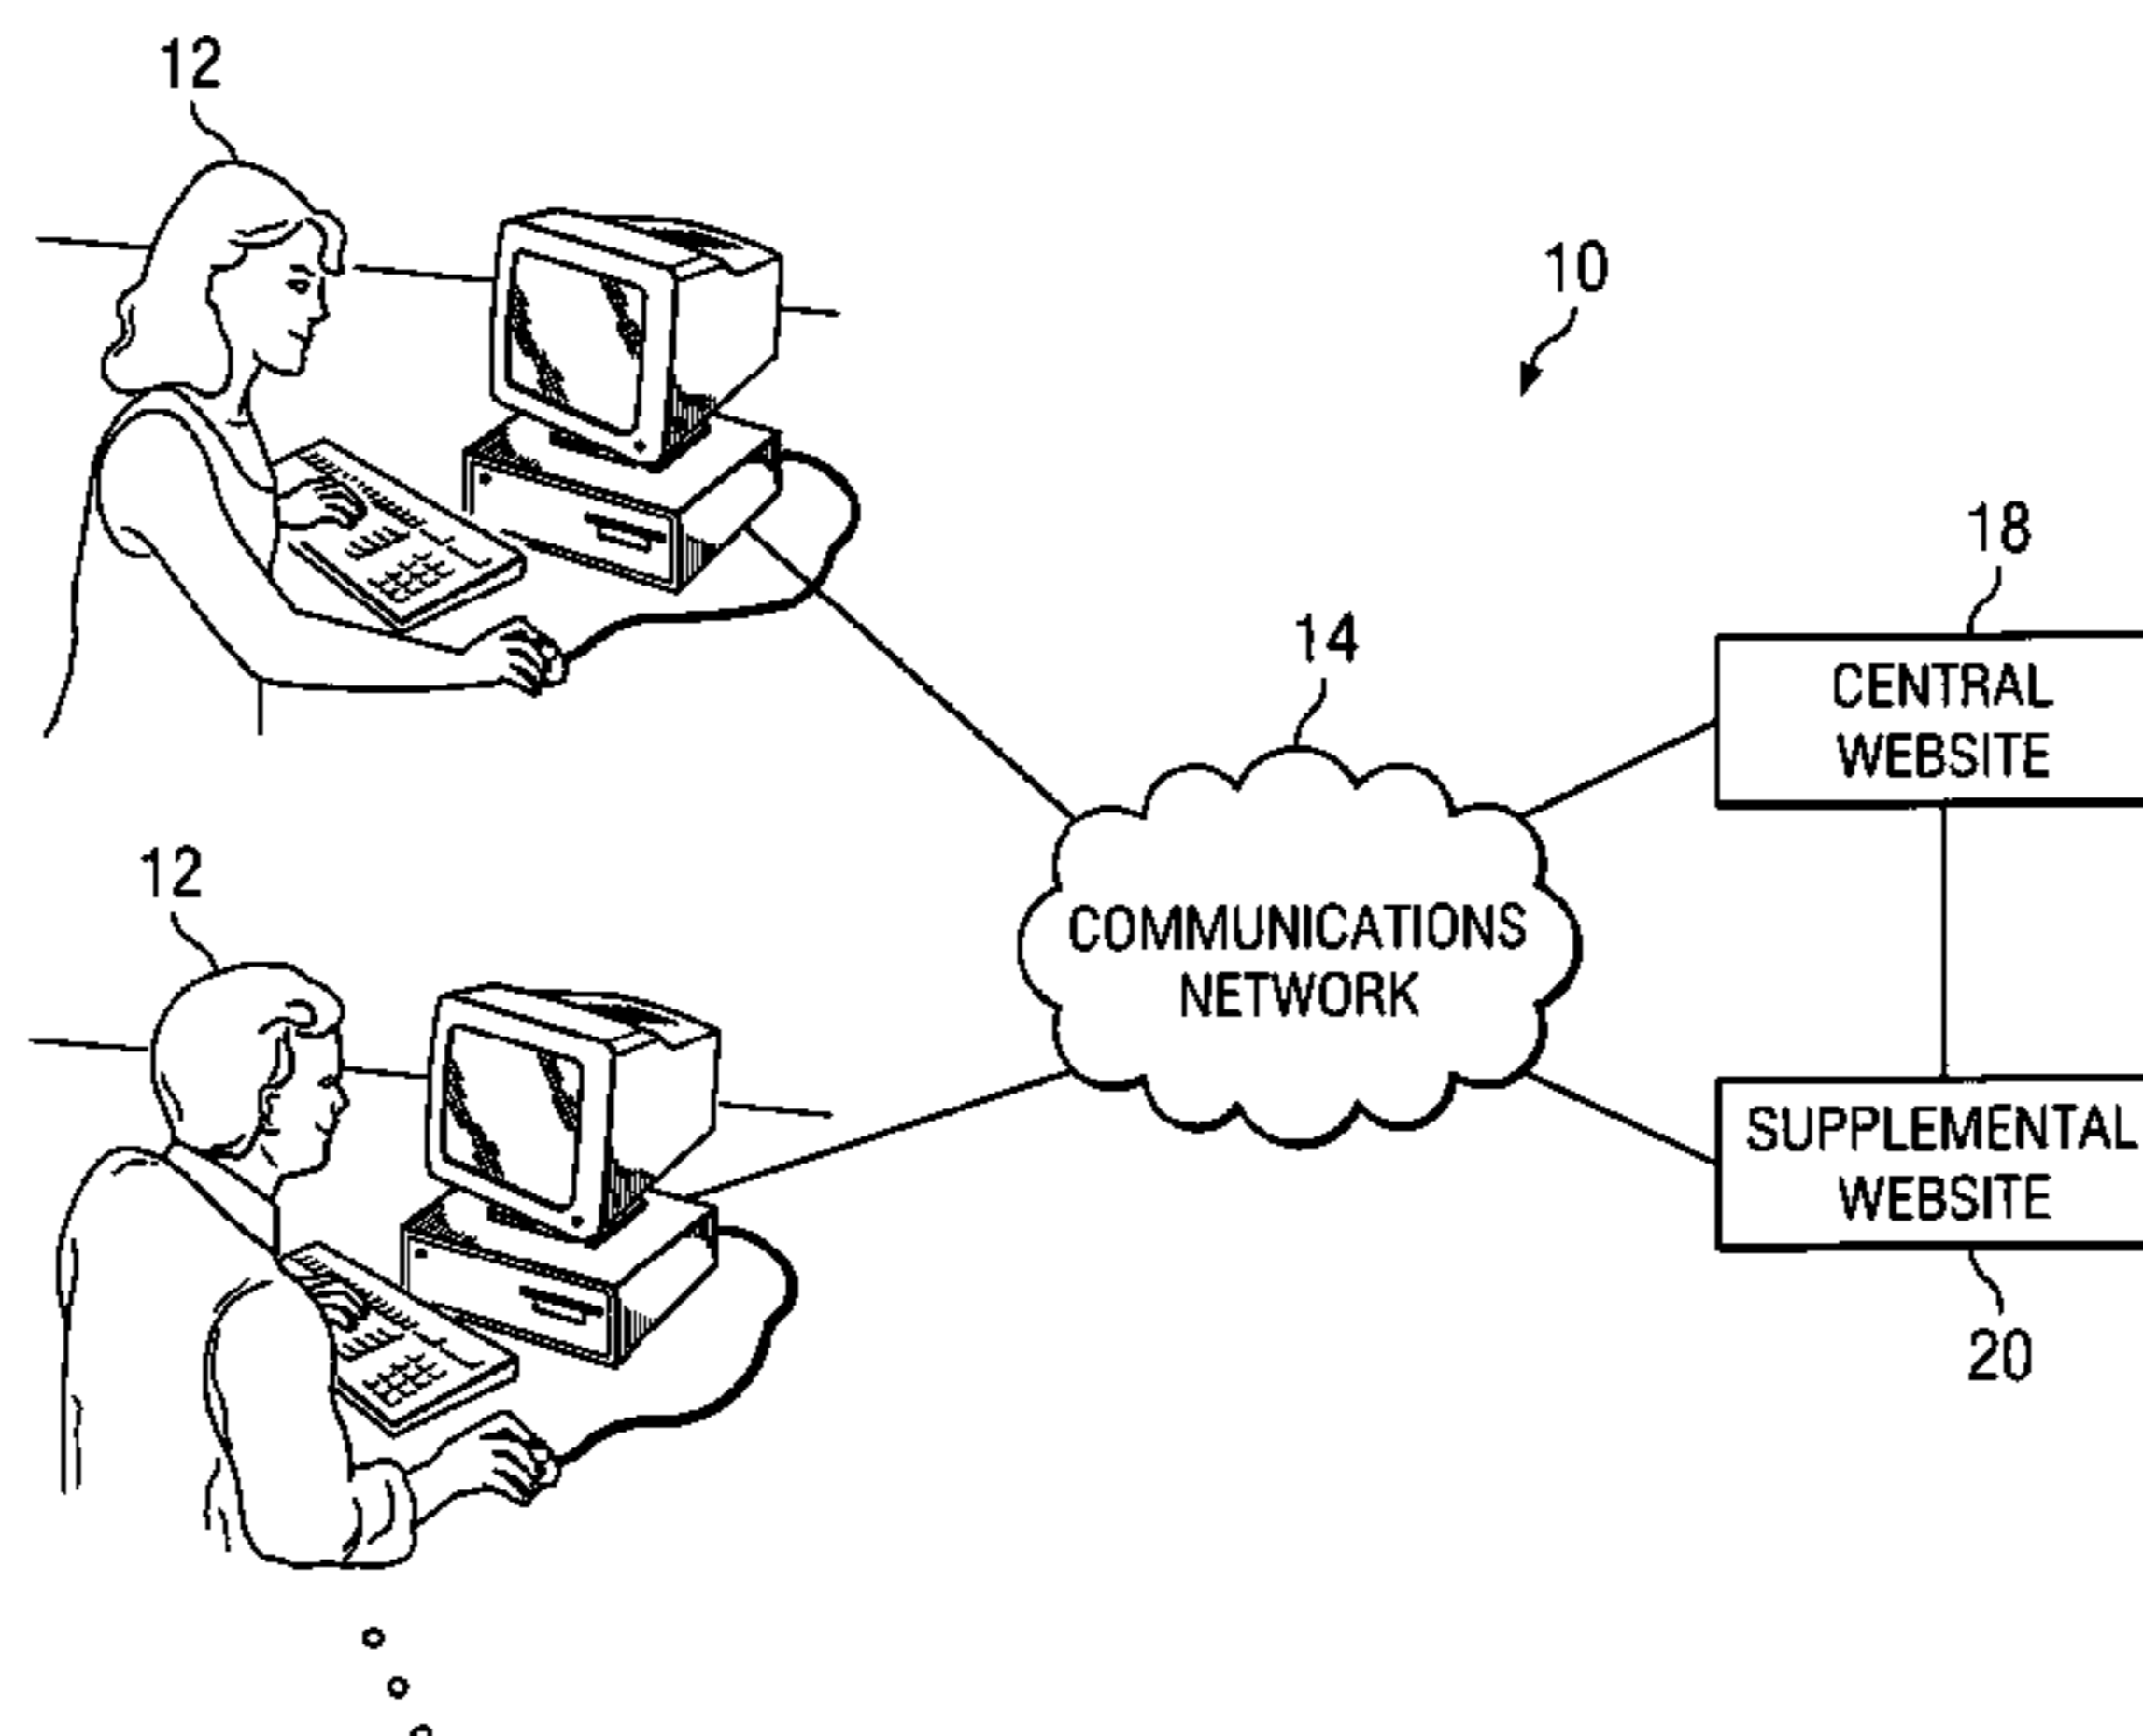 12
10
18
14
CENTRAL
WEBSITE
12
COMMUNICATIONS
NETWORK
SUPPLEMENTAL
WEBSITE
20